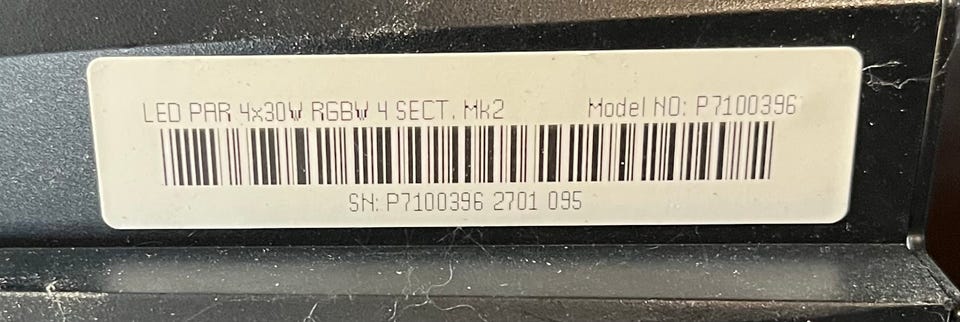 LED PAR 4x30W RGBW 4 SECT. Mk2 Model NO: P7100396
SN: P7100396 2701 095